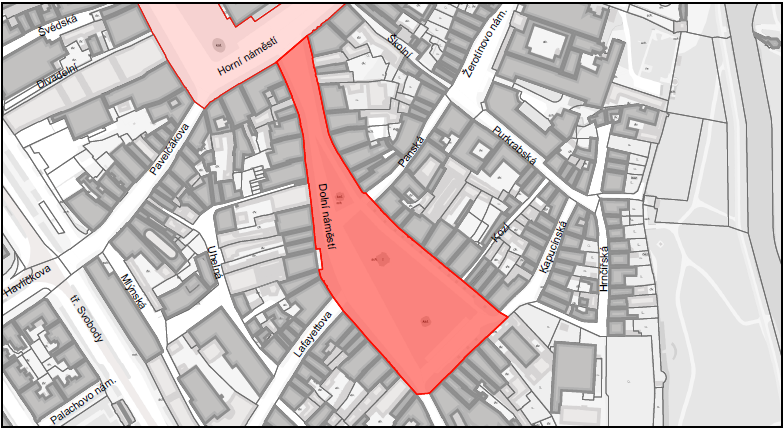 Švédská
Školní
Žerotínovo nám.
Horní náměstí
Divadelní
Pavelčákova
Panská
Purkrabská
Dolní náměstí
Kozí
Kapucínská
Hrnčířská
Uhelná
Havlíčkova
Mlýnská
tř. Svobody
Lafayettova
Palachovo nám.